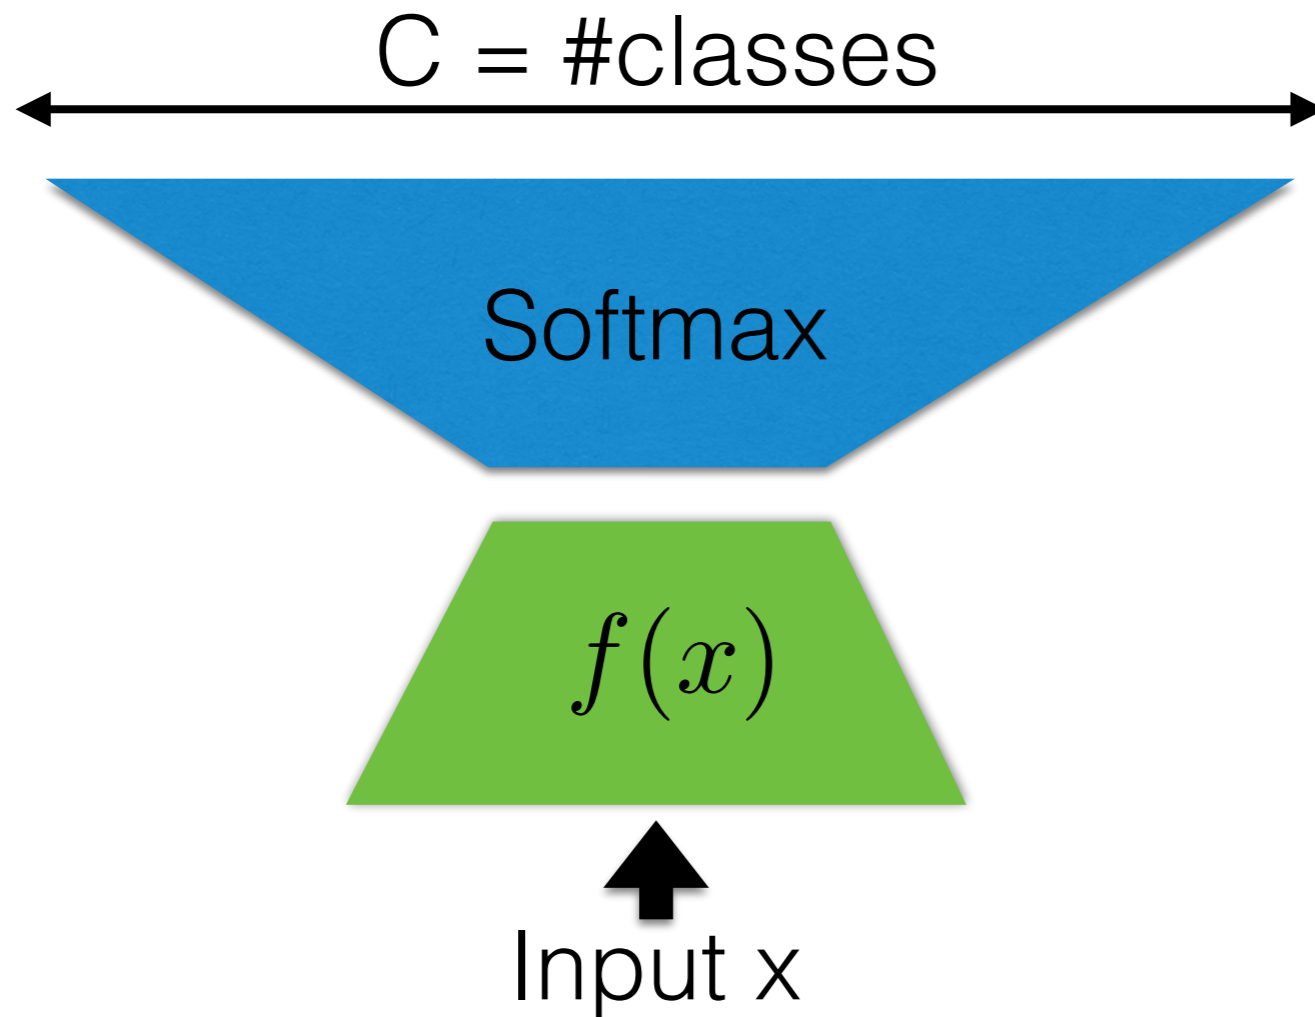 C = #classes
Softmax
f(x)
Input x